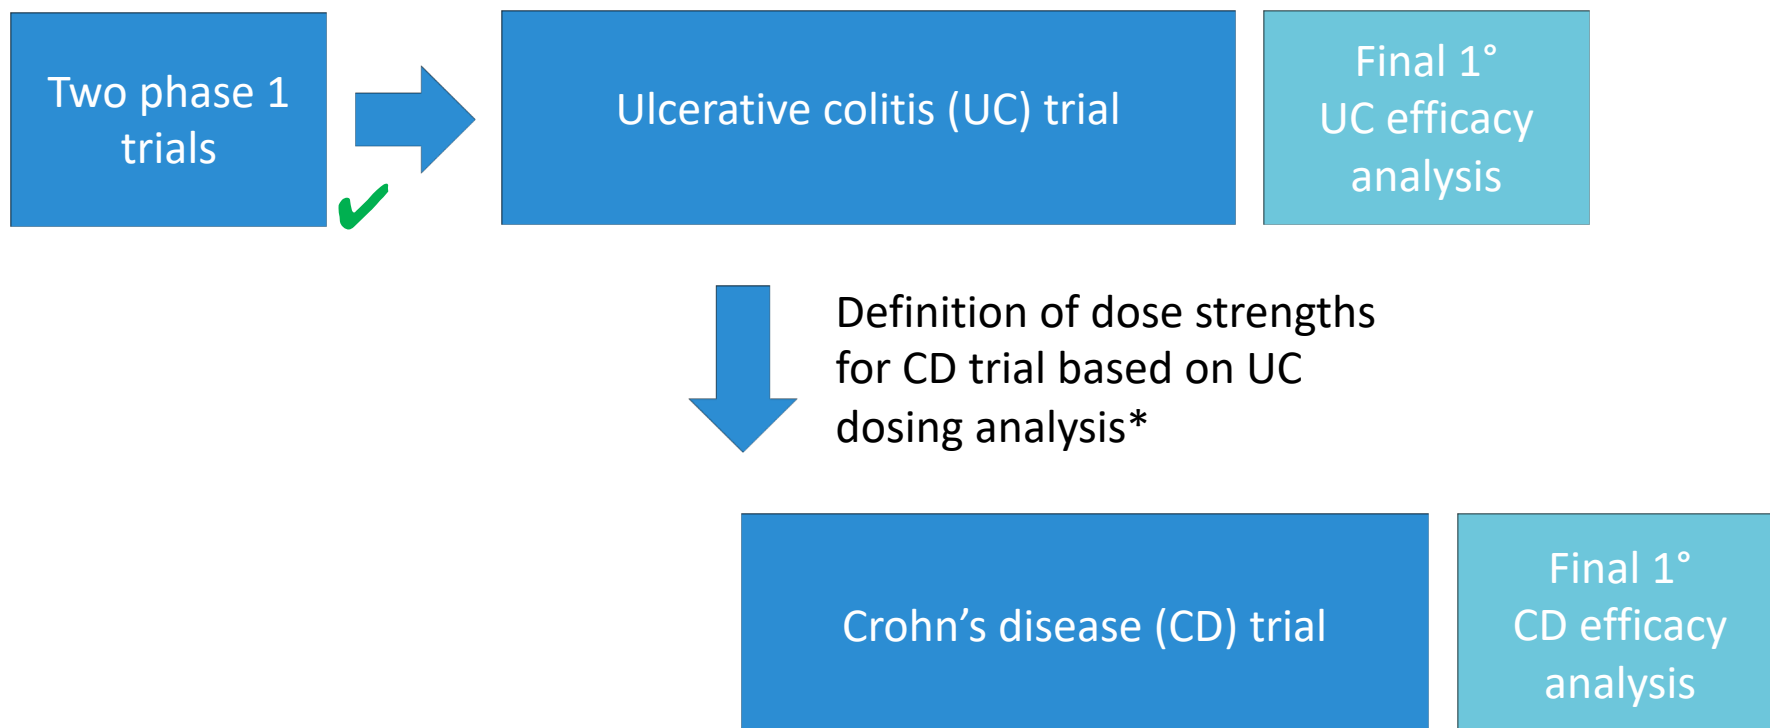 Two phase 1
trials
Ulcerative colitis (UC) trial
Final 1°
UC efficacy
analysis
Definition of dose strengths
for CD trial based on UC
dosing analysis*
Crohn’s disease (CD) trial
Final 1°
CD efficacy
analysis